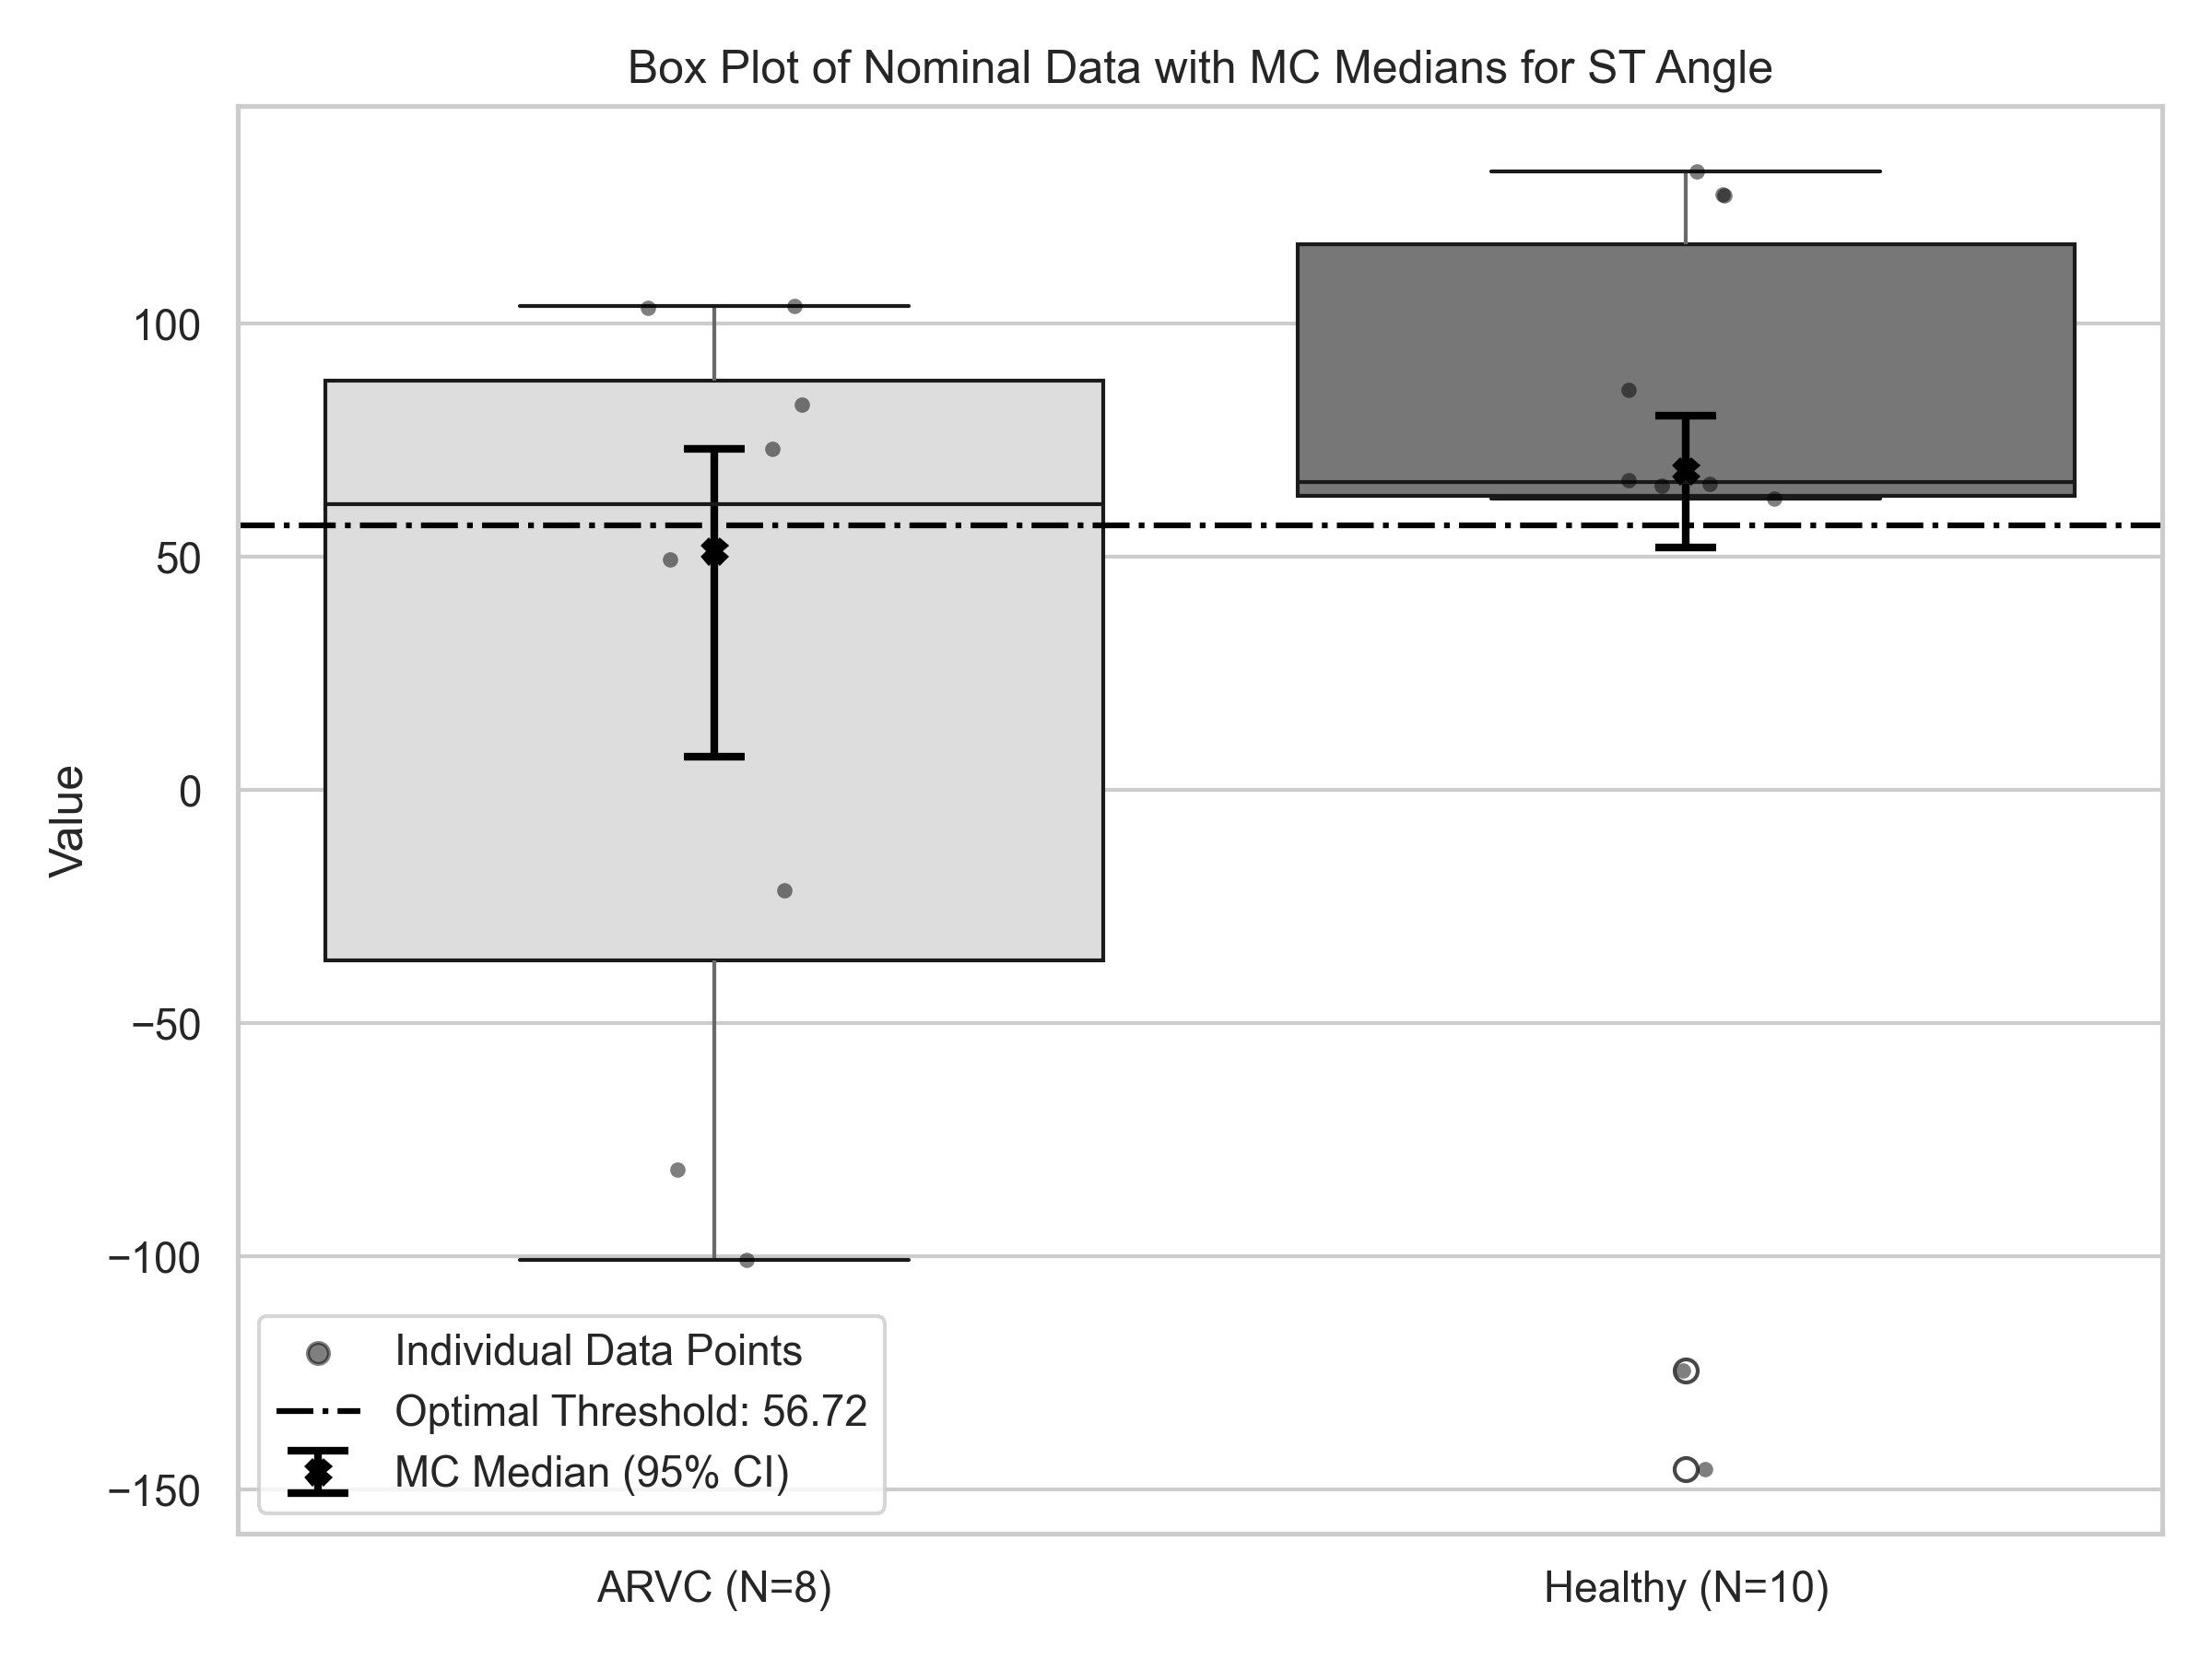 Box Plot of Nominal Data with MC Medians for ST Angle
Value
100
50
0
−50
−100
−150
Individual Data Points
Optimal Threshold: 56.72
MC Median (95% CI)
ARVC (N=8)
Healthy (N=10)